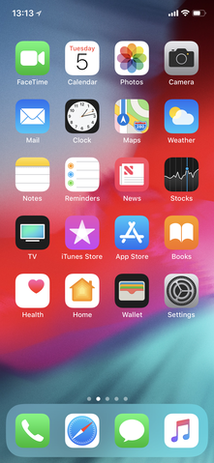 13:13
Tuesday
5
FaceTime Calendar Photos Camera
Mail Clock Maps Weather
Notes Reminders News Stocks
TV iTunes Store App Store Books
Health Home Wallet Settings